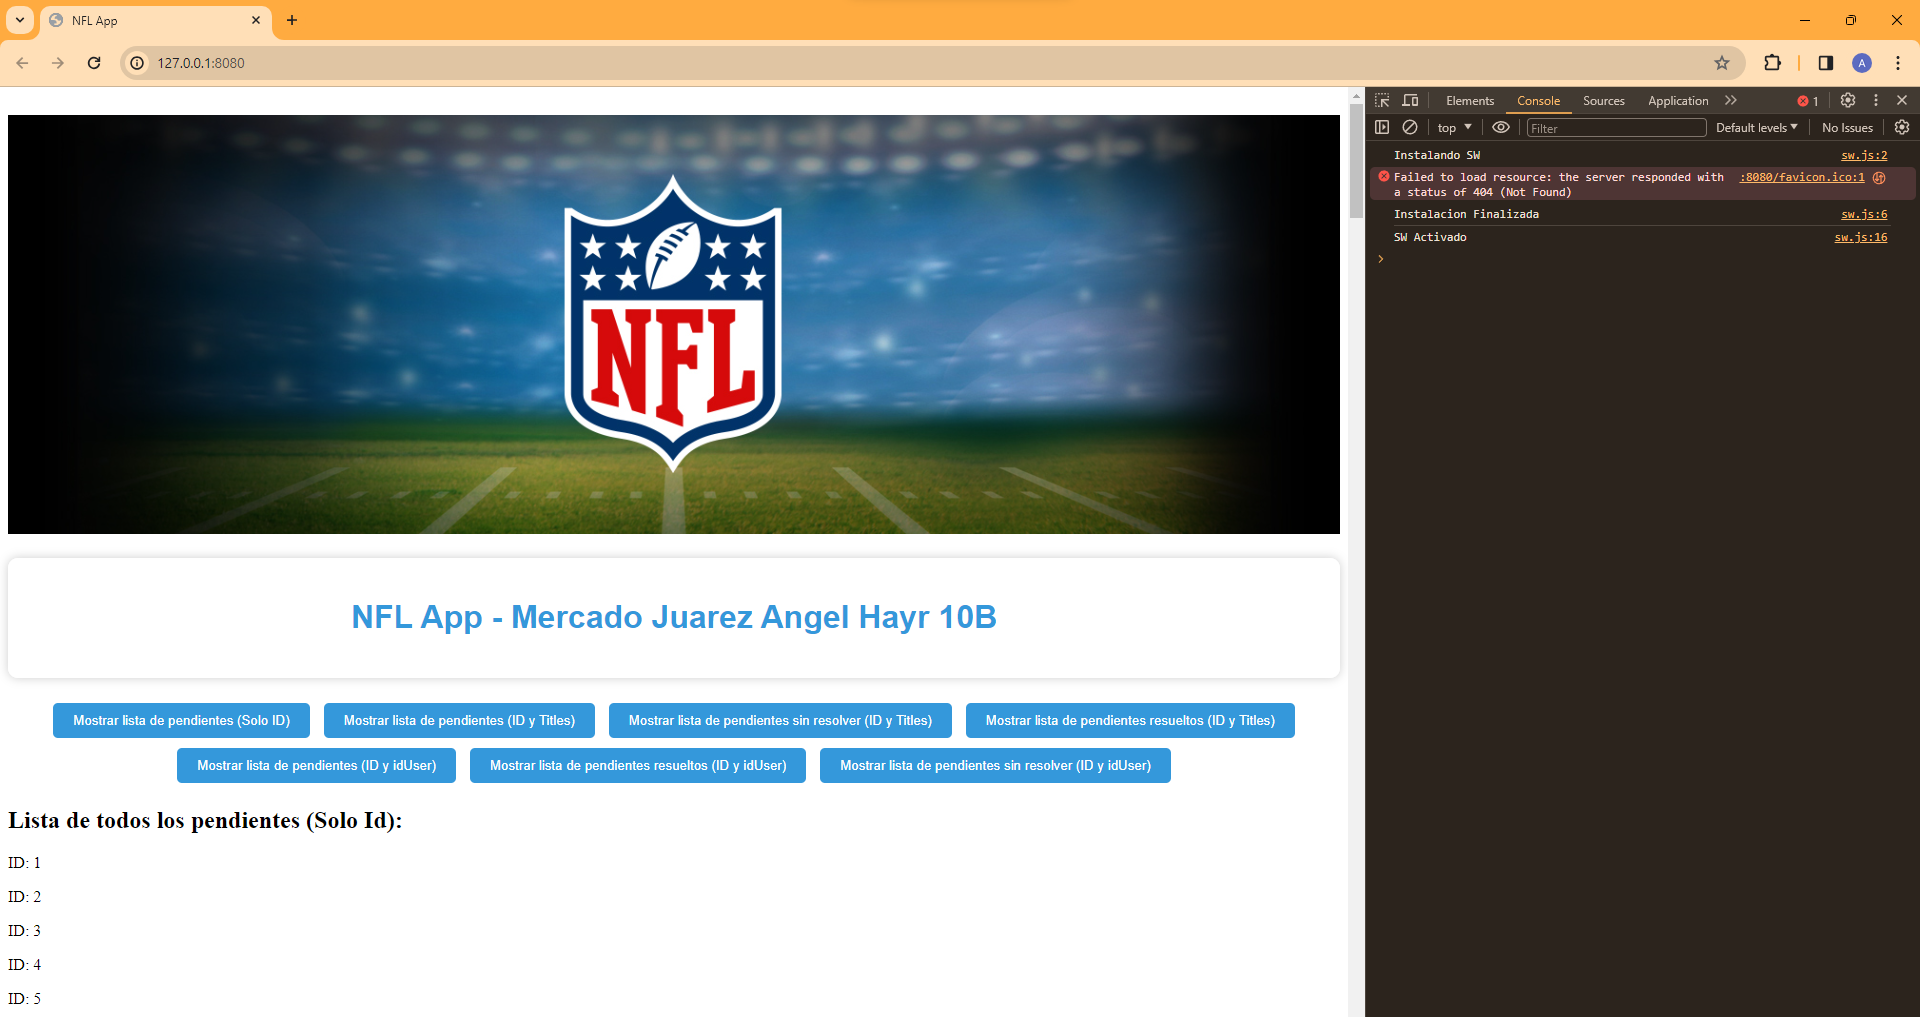 NFL App
127.0.0.1:8080
A
NFL
NFL App - Mercado Juarez Angel Hayr 10B
Mostrar lista de pendientes (Solo ID)
Mostrar lista de pendientes (ID y Titles)
Mostrar lista de pendientes sin resolver (ID y Titles)
Mostrar lista de pendientes resueltos (ID y Titles)
Mostrar lista de pendientes (ID y idUser)
Mostrar lista de pendientes resueltos (ID y idUser)
Mostrar lista de pendientes sin resolver (ID y idUser)
Lista de todos los pendientes (Solo Id):
ID: 1
ID: 2
ID: 3
ID: 4
ID: 5
Elements Console Sources Application 1
top Filter Default levels No Issues
Instalando SW sw.js:2
Failed to load resource: the server responded with :8080/favicon.ico:1
a status of 404 (Not Found)
Instalacion Finalizada sw.js:6
SW Activado sw.js:16